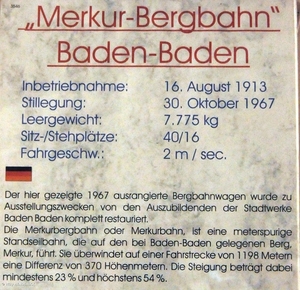 „Merkur-Bergbahn“
Baden-Baden
Inbetriebnahme: 16. August 1913
Stillegung: 30. Oktober 1967
Leergewicht: 7.775 kg
Sitz-/Stehplätze: 40/16
Fahrgeschw.: 2 m / sec.
Der hier gezeigte 1967 ausrangierte Bergbahnwagen wurde zu
Ausstellungszwecken von den Auszubildenden der Stadtwerke
Baden Baden komplett restauriert.
Die Merkurbergbahn oder Merkurbahn, ist eine meterspurige
Standseilbahn, die auf den bei Baden-Baden gelegenen Berg,
Merkur, führt. Sie überwindet auf einer Fahrstrecke von 1198 Metern
eine Differenz von 370 Höhenmetern. Die Steigung beträgt dabei
mindestens 23 % und höchstens 54 %.